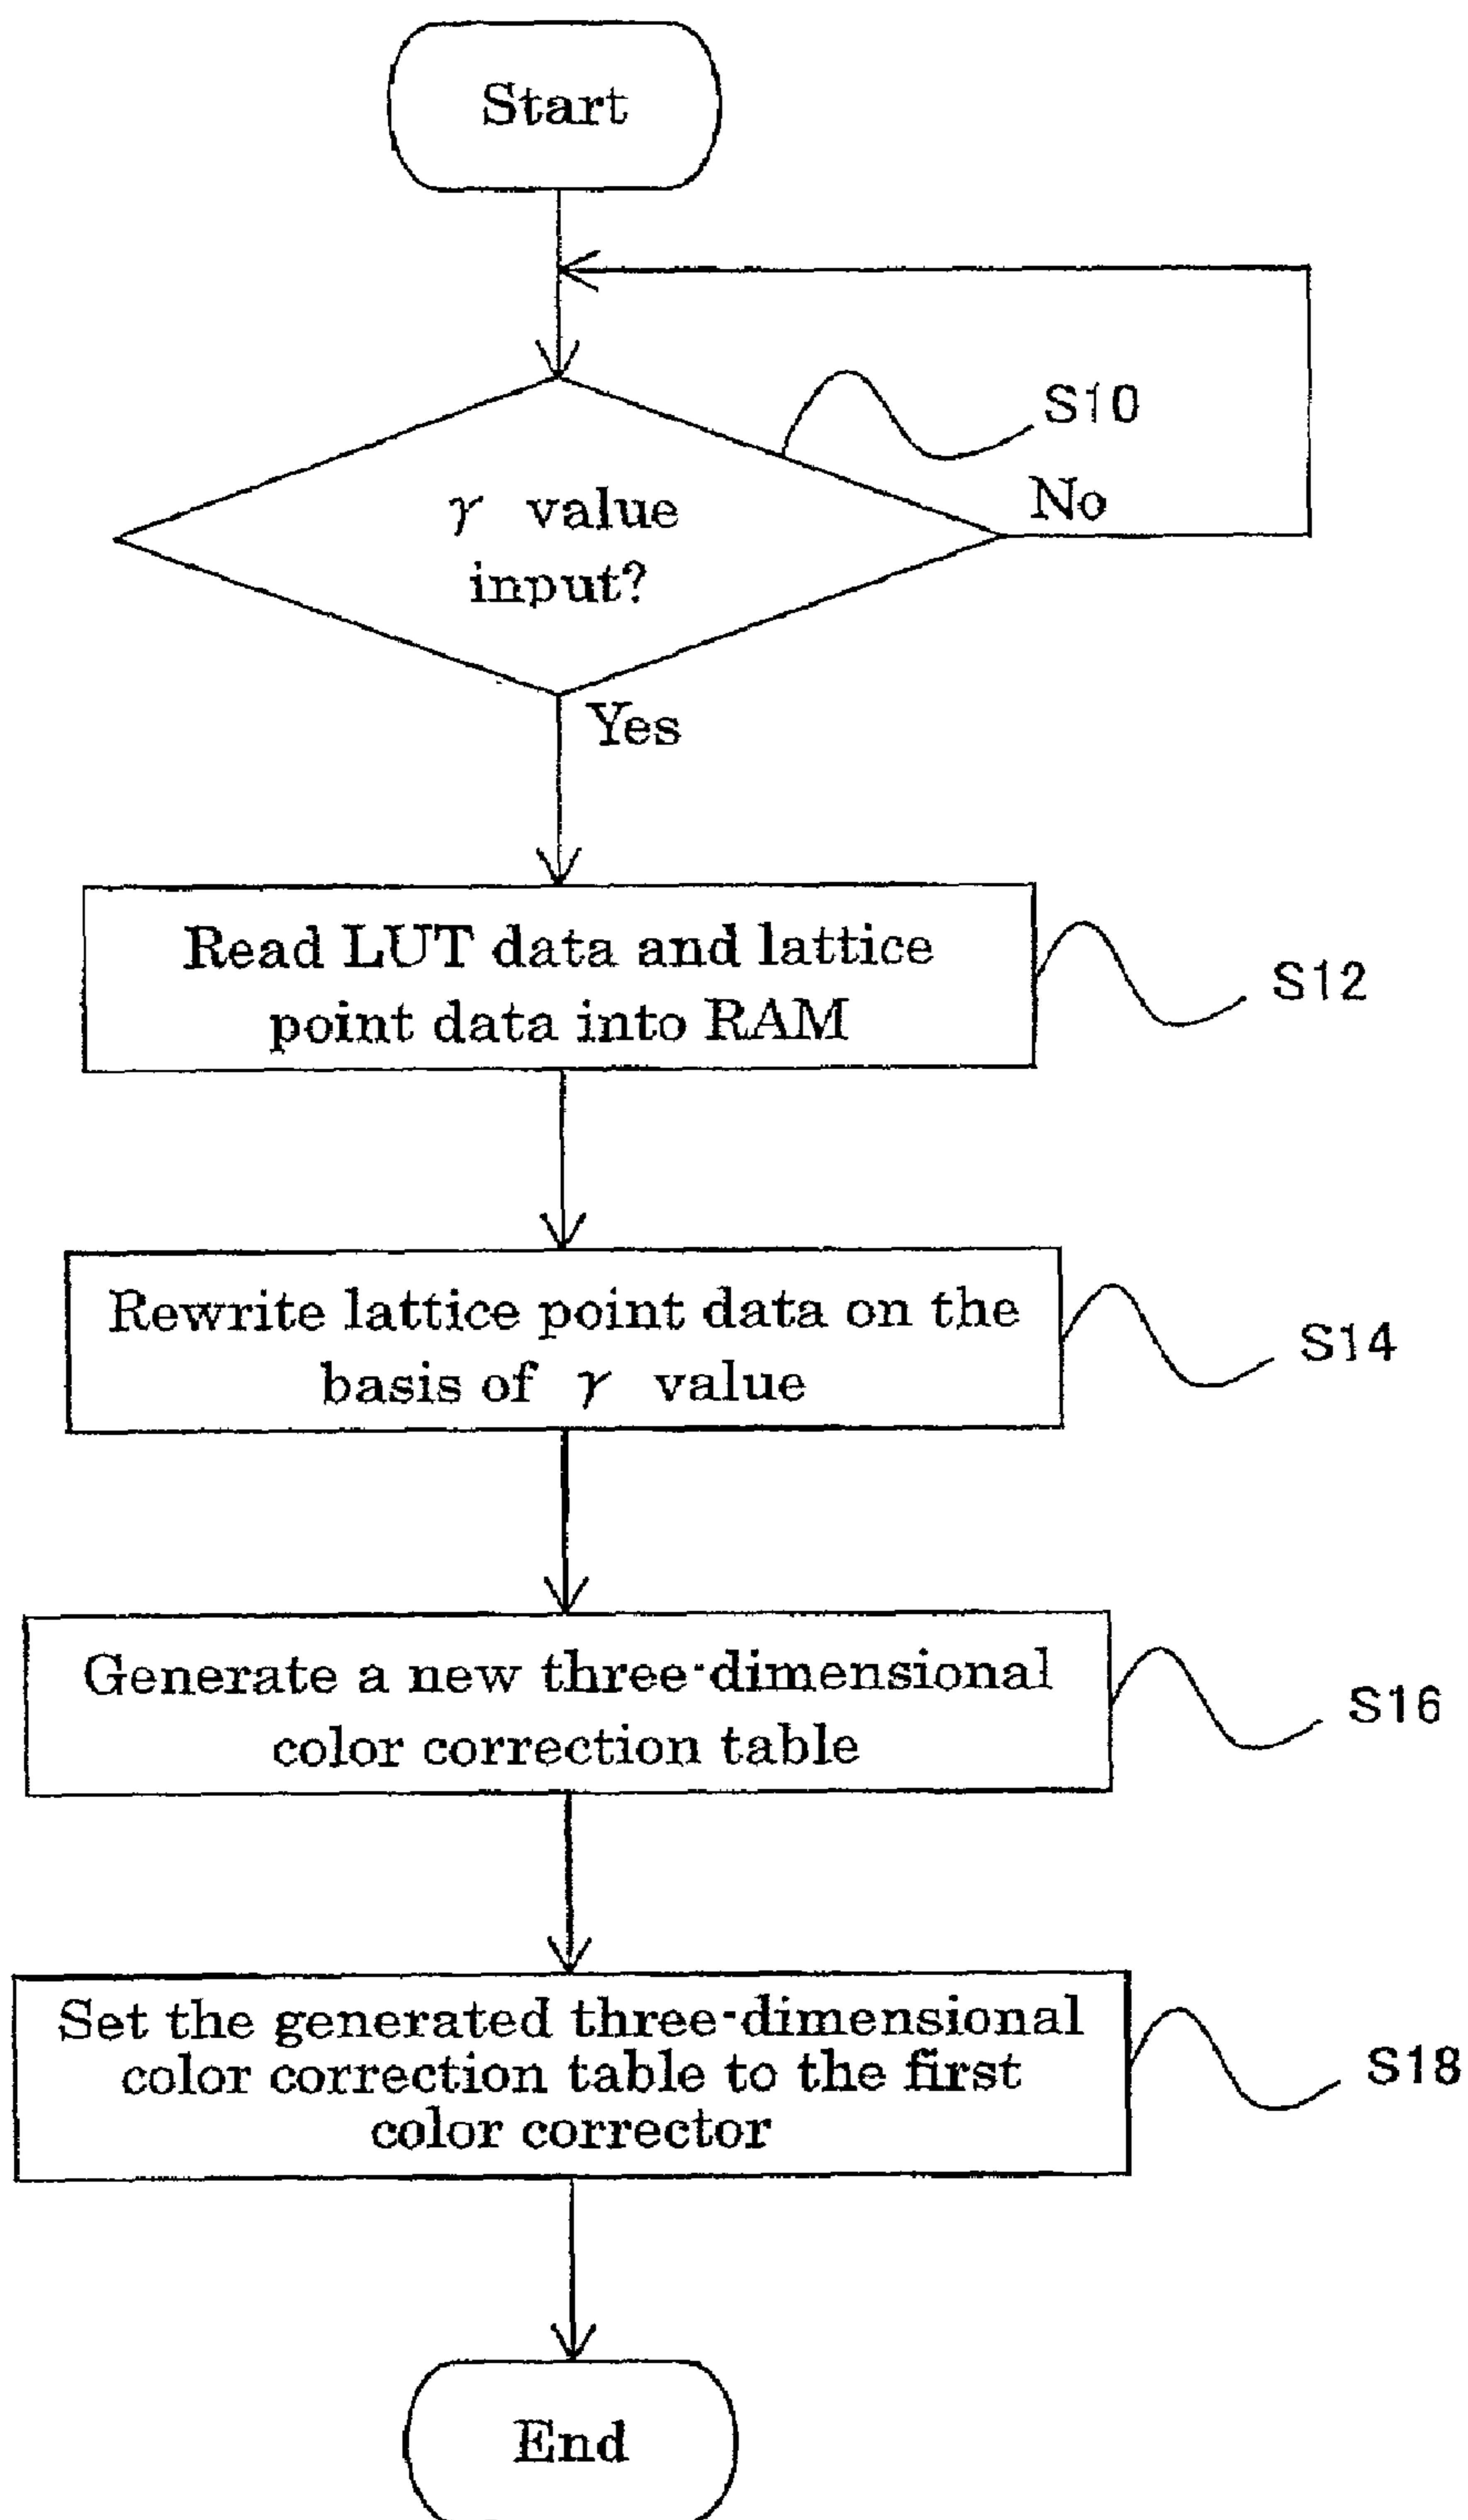 Start
S10
No
γ value
input?
Yes
Read LUT data and lattice
point data into RAM
S12
Rewrite lattice point data on the
basis of γ value
S14
Generate a new three-dimensional
color correction table
S16
Set the generated three-dimensional
color correction table to the first
color corrector
S18
End